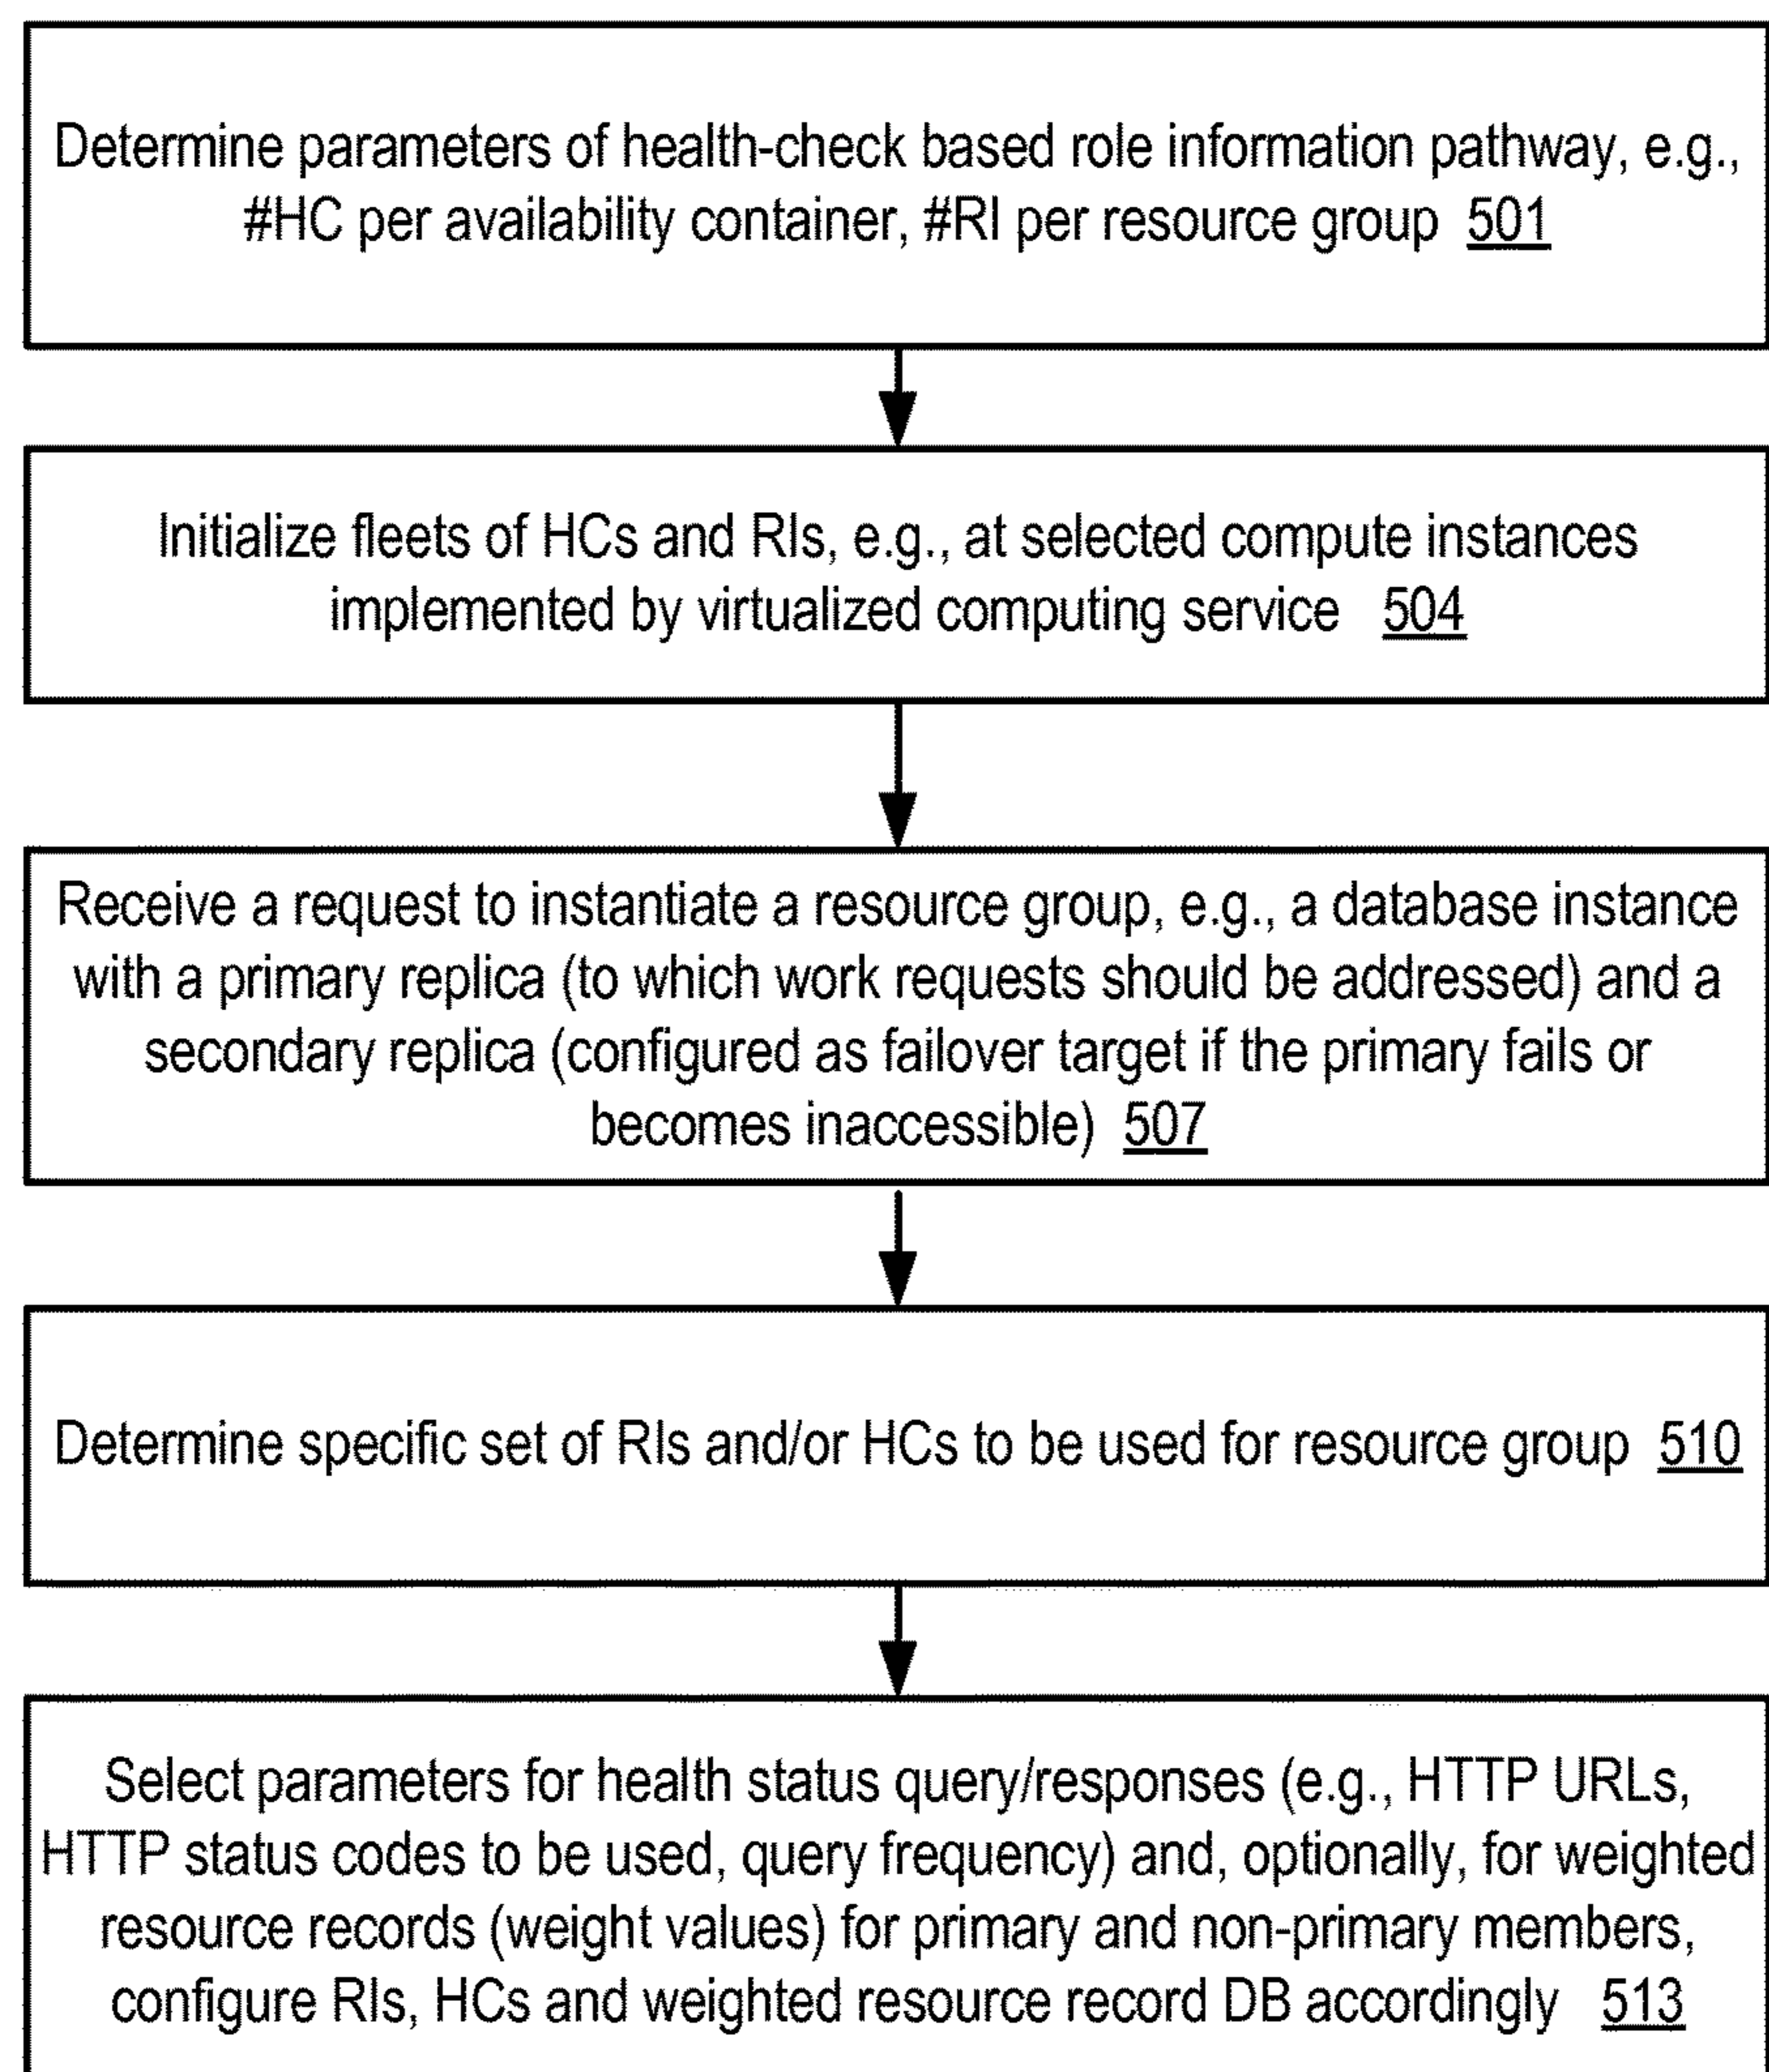 Determine parameters of health-check based role information pathway, e.g.,
#HC per availability container, #RI per resource group 501
Initialize fleets of HCs and RIs, e.g., at selected compute instances
implemented by virtualized computing service 504
Receive a request to instantiate a resource group, e.g., a database instance
with a primary replica (to which work requests should be addressed) and a
secondary replica (configured as failover target if the primary fails or
becomes inaccessible) 507
Determine specific set of RIs and/or HCs to be used for resource group 510
Select parameters for health status query/responses (e.g., HTTP URLs,
HTTP status codes to be used, query frequency) and, optionally, for weighted
resource records (weight values) for primary and non-primary members,
configure RIs, HCs and weighted resource record DB accordingly 513